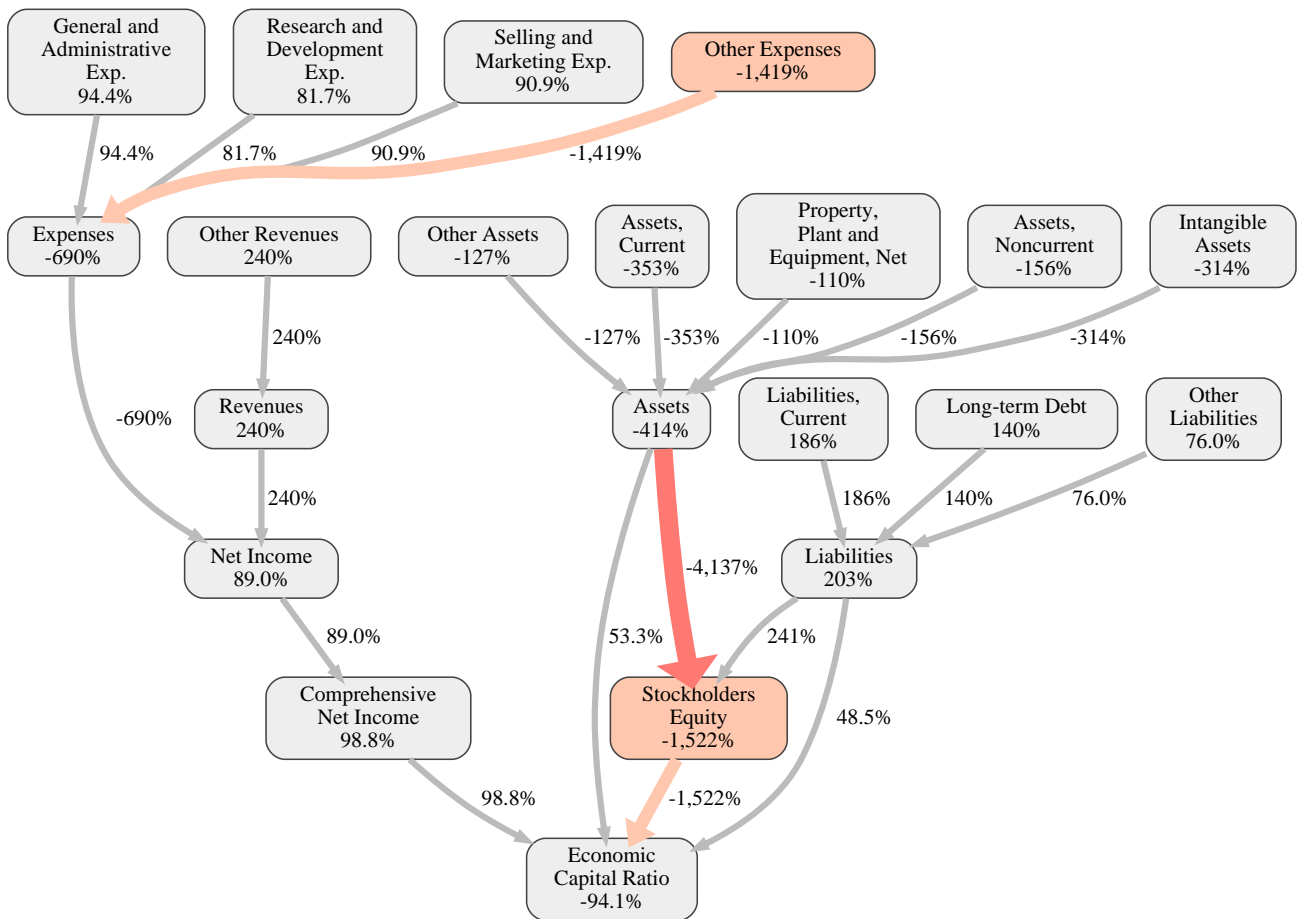 General and
Administrative
Exp.
94.4%
Research and
Development
Exp.
81.7%
Selling and
Marketing Exp.
90.9%
Other Expenses
-1,419%
94.4%
81.7%
90.9%
-1,419%
Expenses
-690%
Other Revenues
240%
Other Assets
-127%
Assets,
Current
-353%
Property,
Plant and
Equipment, Net
-110%
Assets,
Noncurrent
-156%
Intangible
Assets
-314%
240%
-127%
-353%
-110%
-156%
-314%
-690%
Revenues
240%
Assets
-414%
Liabilities,
Current
186%
Long-term Debt
140%
Other
Liabilities
76.0%
240%
186%
140%
76.0%
Net Income
89.0%
-4,137%
Liabilities
203%
89.0%
53.3%
241%
Comprehensive
Net Income
98.8%
Stockholders
Equity
-1,522%
48.5%
98.8%
-1,522%
Economic
Capital Ratio
-94.1%